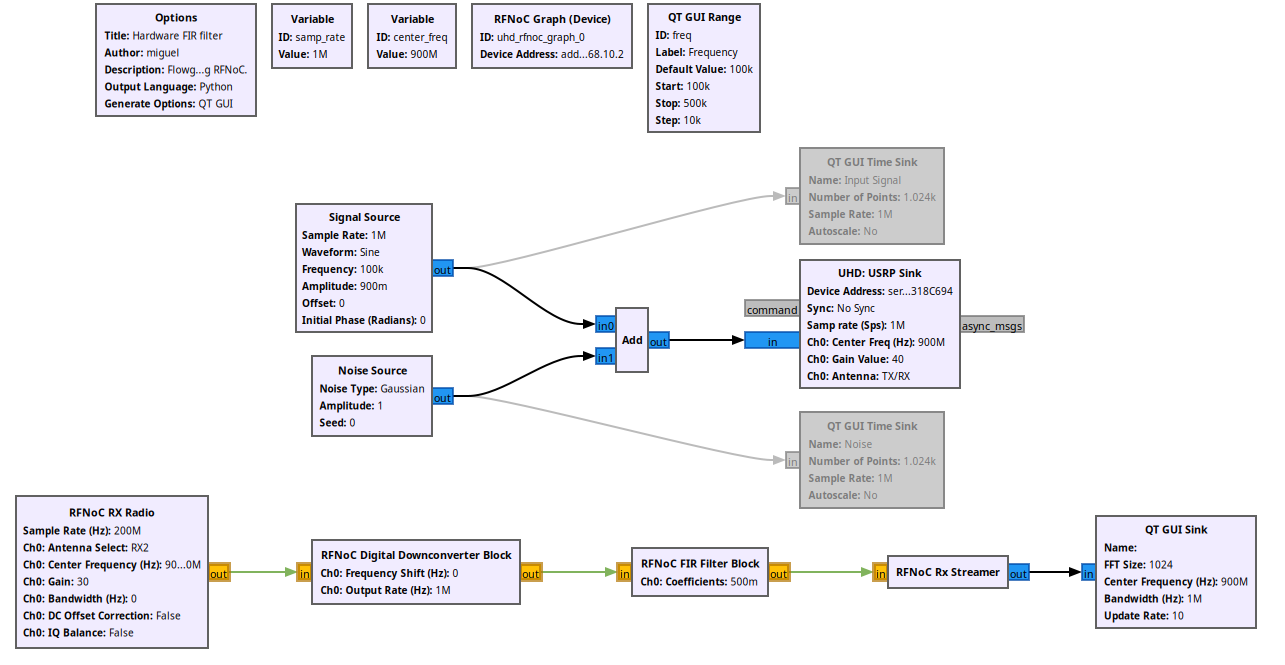 Options
Title: Hardware FIR filter
Author: miguel
Description: Flowg...g RFNoC.
Output Language: Python
Generate Options: QT GUI
Variable
ID: samp_rate
Value: 1M
Variable
ID: center_freq
Value: 900M
RFNoC Graph (Device)
ID: uhd_rfnoc_graph_0
Device Address: add...68.10.2
QT GUI Range
ID: freq
Label: Frequency
Default Value: 100k
Start: 100k
Stop: 500k
Step: 10k
QT GUI Time Sink
Name: Input Signal
Number of Points: 1.024k
Sample Rate: 1M
Autoscale: No
in
Signal Source
Sample Rate: 1M
Waveform: Sine
Frequency: 100k
Amplitude: 900m
Offset: 0
Initial Phase (Radians): 0
out
Noise Source
Noise Type: Gaussian
Amplitude: 1
Seed: 0
out
in0
in1
Add
out
UHD: USRP Sink
Device Address: ser...318C694
Sync: No Sync
Samp rate (Sps): 1M
Ch0: Center Freq (Hz): 900M
Ch0: Gain Value: 40
Ch0: Antenna: TX/RX
command
in
async_msgs
QT GUI Time Sink
Name: Noise
Number of Points: 1.024k
Sample Rate: 1M
Autoscale: No
in
RFNoC RX Radio
Sample Rate (Hz): 200M
Ch0: Antenna Select: RX2
Ch0: Center Frequency (Hz): 90...0M
Ch0: Gain: 30
Ch0: Bandwidth (Hz): 0
Ch0: DC Offset Correction: False
Ch0: IQ Balance: False
out
in
RFNoC Digital Downconverter Block
Ch0: Frequency Shift (Hz): 0
Ch0: Output Rate (Hz): 1M
out
in
RFNoC FIR Filter Block
Ch0: Coefficients: 500m
out
in
RFNoC Rx Streamer
out
in
QT GUI Sink
Name:
FFT Size: 1024
Center Frequency (Hz): 900M
Bandwidth (Hz): 1M
Update Rate: 10